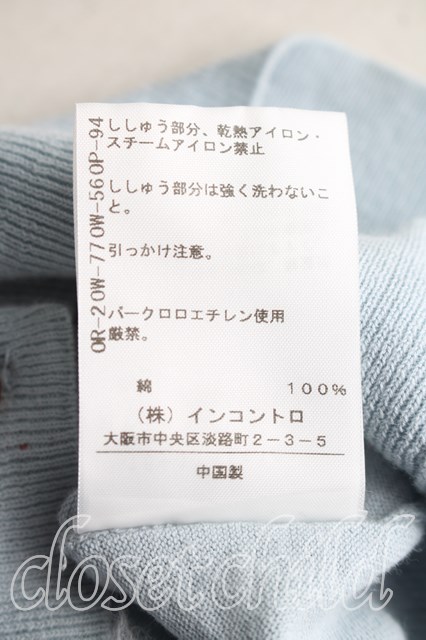 ししゅう部分、乾熱アイロン・
スチームアイロン禁止
ししゅう部分は強く洗わないこ
と。
引っかけ注意。
パークロロエチレン使用
厳禁。
綿 100%
(株)インコントロ
大阪市中央区淡路町2-3-5
中国製
OR-20W-770W-560P-94
closet child